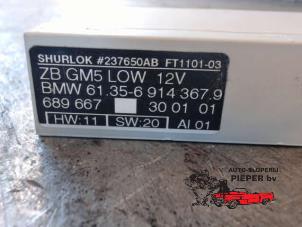 SHURLOK #237650AB FT1101-03
ZB GM5 LOW 12V
BMW 61.35-6 914 367.9
689 667 30 01 01
HW:11 SW:20 AI 01
AUTO-SLOPERIJ
PIEPER bv